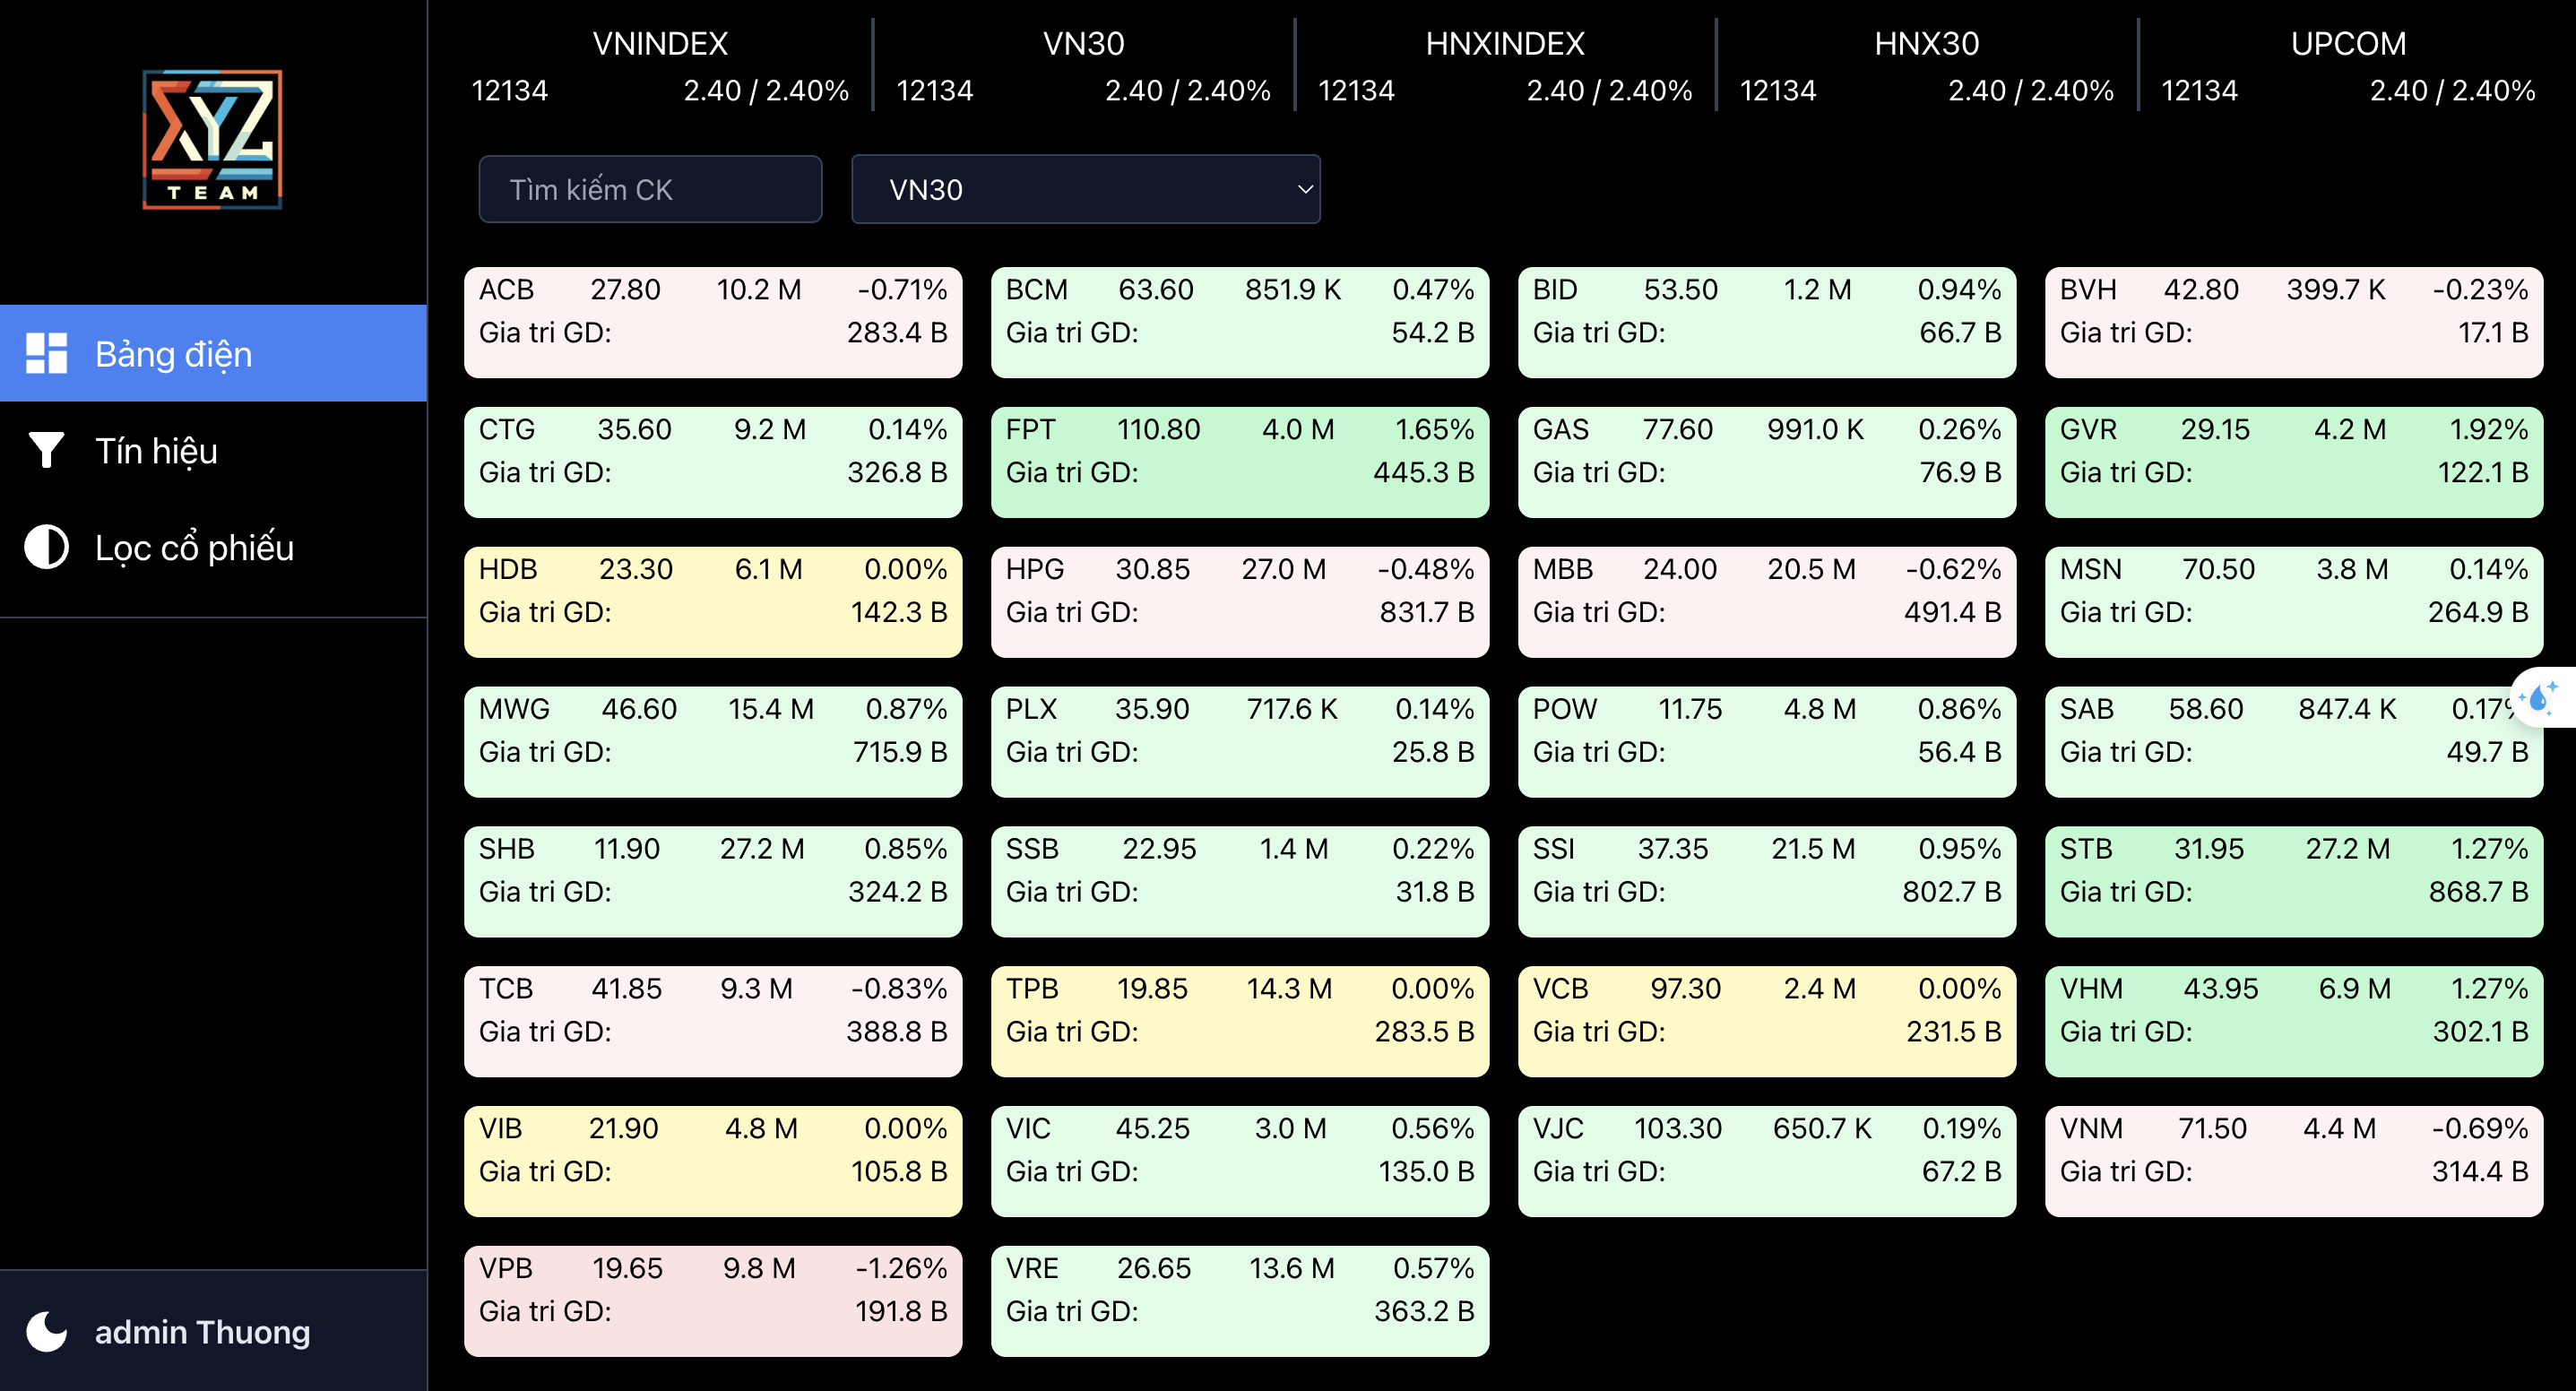 XYZ
TEAM
Bảng điện
Tín hiệu
Lọc cổ phiếu
admin Thuong
VNINDEX
12134 2.40 / 2.40%
VN30
12134 2.40 / 2.40%
HNXINDEX
12134 2.40 / 2.40%
HNX30
12134 2.40 / 2.40%
UPCOM
12134 2.40 / 2.40%
Tìm kiếm CK
VN30
ACB 27.80 10.2 M -0.71%
Gia tri GD: 283.4 B
BCM 63.60 851.9 K 0.47%
Gia tri GD: 54.2 B
BID 53.50 1.2 M 0.94%
Gia tri GD: 66.7 B
BVH 42.80 399.7 K -0.23%
Gia tri GD: 17.1 B
CTG 35.60 9.2 M 0.14%
Gia tri GD: 326.8 B
FPT 110.80 4.0 M 1.65%
Gia tri GD: 445.3 B
GAS 77.60 991.0 K 0.26%
Gia tri GD: 76.9 B
GVR 29.15 4.2 M 1.92%
Gia tri GD: 122.1 B
HDB 23.30 6.1 M 0.00%
Gia tri GD: 142.3 B
HPG 30.85 27.0 M -0.48%
Gia tri GD: 831.7 B
MBB 24.00 20.5 M -0.62%
Gia tri GD: 491.4 B
MSN 70.50 3.8 M 0.14%
Gia tri GD: 264.9 B
MWG 46.60 15.4 M 0.87%
Gia tri GD: 715.9 B
PLX 35.90 717.6 K 0.14%
Gia tri GD: 25.8 B
POW 11.75 4.8 M 0.86%
Gia tri GD: 56.4 B
SAB 58.60 847.4 K 0.17%
Gia tri GD: 49.7 B
SHB 11.90 27.2 M 0.85%
Gia tri GD: 324.2 B
SSB 22.95 1.4 M 0.22%
Gia tri GD: 31.8 B
SSI 37.35 21.5 M 0.95%
Gia tri GD: 802.7 B
STB 31.95 27.2 M 1.27%
Gia tri GD: 868.7 B
TCB 41.85 9.3 M -0.83%
Gia tri GD: 388.8 B
TPB 19.85 14.3 M 0.00%
Gia tri GD: 283.5 B
VCB 97.30 2.4 M 0.00%
Gia tri GD: 231.5 B
VHM 43.95 6.9 M 1.27%
Gia tri GD: 302.1 B
VIB 21.90 4.8 M 0.00%
Gia tri GD: 105.8 B
VIC 45.25 3.0 M 0.56%
Gia tri GD: 135.0 B
VJC 103.30 650.7 K 0.19%
Gia tri GD: 67.2 B
VNM 71.50 4.4 M -0.69%
Gia tri GD: 314.4 B
VPB 19.65 9.8 M -1.26%
Gia tri GD: 191.8 B
VRE 26.65 13.6 M 0.57%
Gia tri GD: 363.2 B